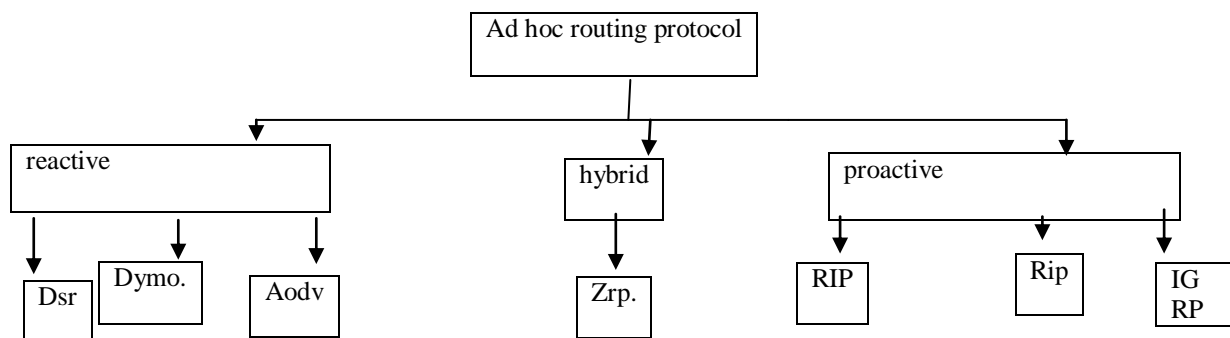 Ad hoc routing protocol
reactive
hybrid
proactive
Dsr
Dymo.
Aodv
Zrp.
RIP
Rip
IG
RP